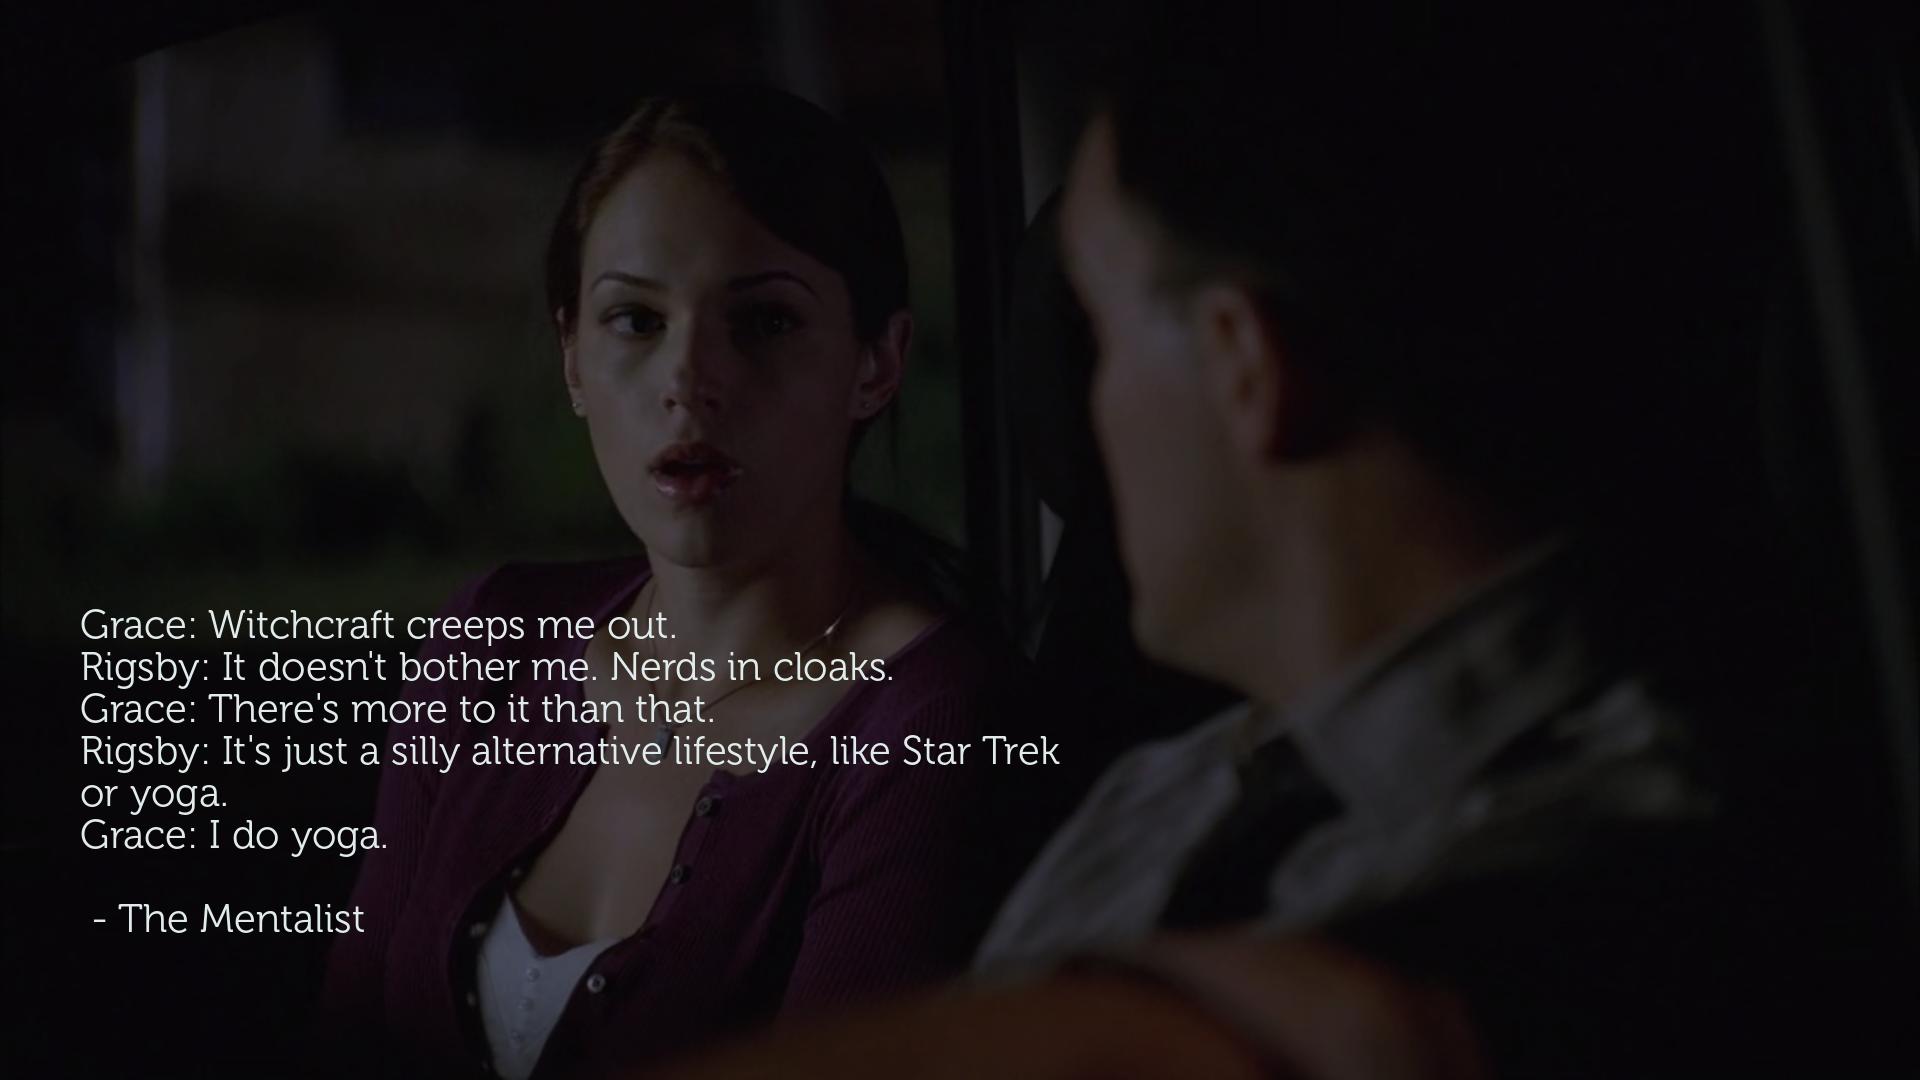 Grace: Witchcraft creeps me out.
Rigsby: It doesn't bother me. Nerds in cloaks.
Grace: There's more to it than that.
Rigsby: It's just a silly alternative lifestyle, like Star Trek
or yoga.
Grace: I do yoga.
- The Mentalist